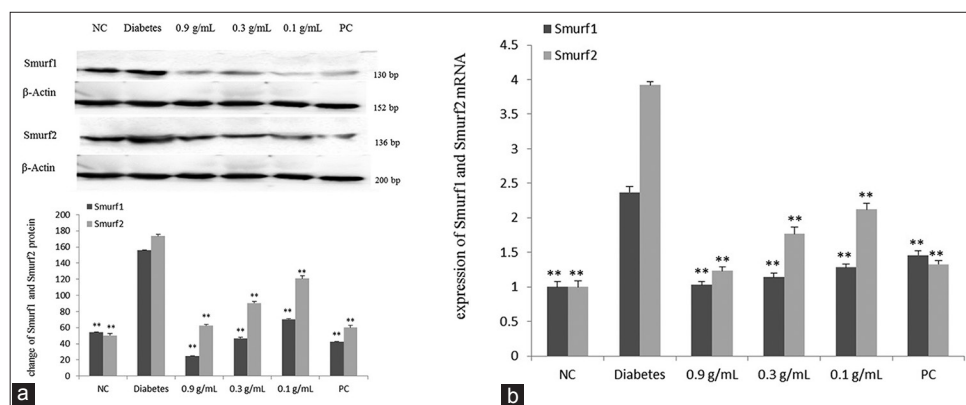 NC Diabetes 0.9 g/mL 0.3 g/mL 0.1 g/mL PC
Smurf1
130 bp
β-Actin
152 bp
Smurf2
136 bp
β-Actin
200 bp
Smurf1
Smurf2
change of Smurf1 and Smurf2 protein
200
180
160
140
120
100
80
60
40
20
0
** ** ** ** ** ** ** ** ** **
NC Diabetes 0.9 g/mL 0.3 g/mL 0.1 g/mL PC
a
Smurf1
Smurf2
expression of Smurf1 and Smurf2 mRNA
4.5
4
3.5
3
2.5
2
1.5
1
0.5
0
** ** ** ** ** ** ** ** ** **
NC Diabetes 0.9 g/mL 0.3 g/mL 0.1 g/mL PC
b